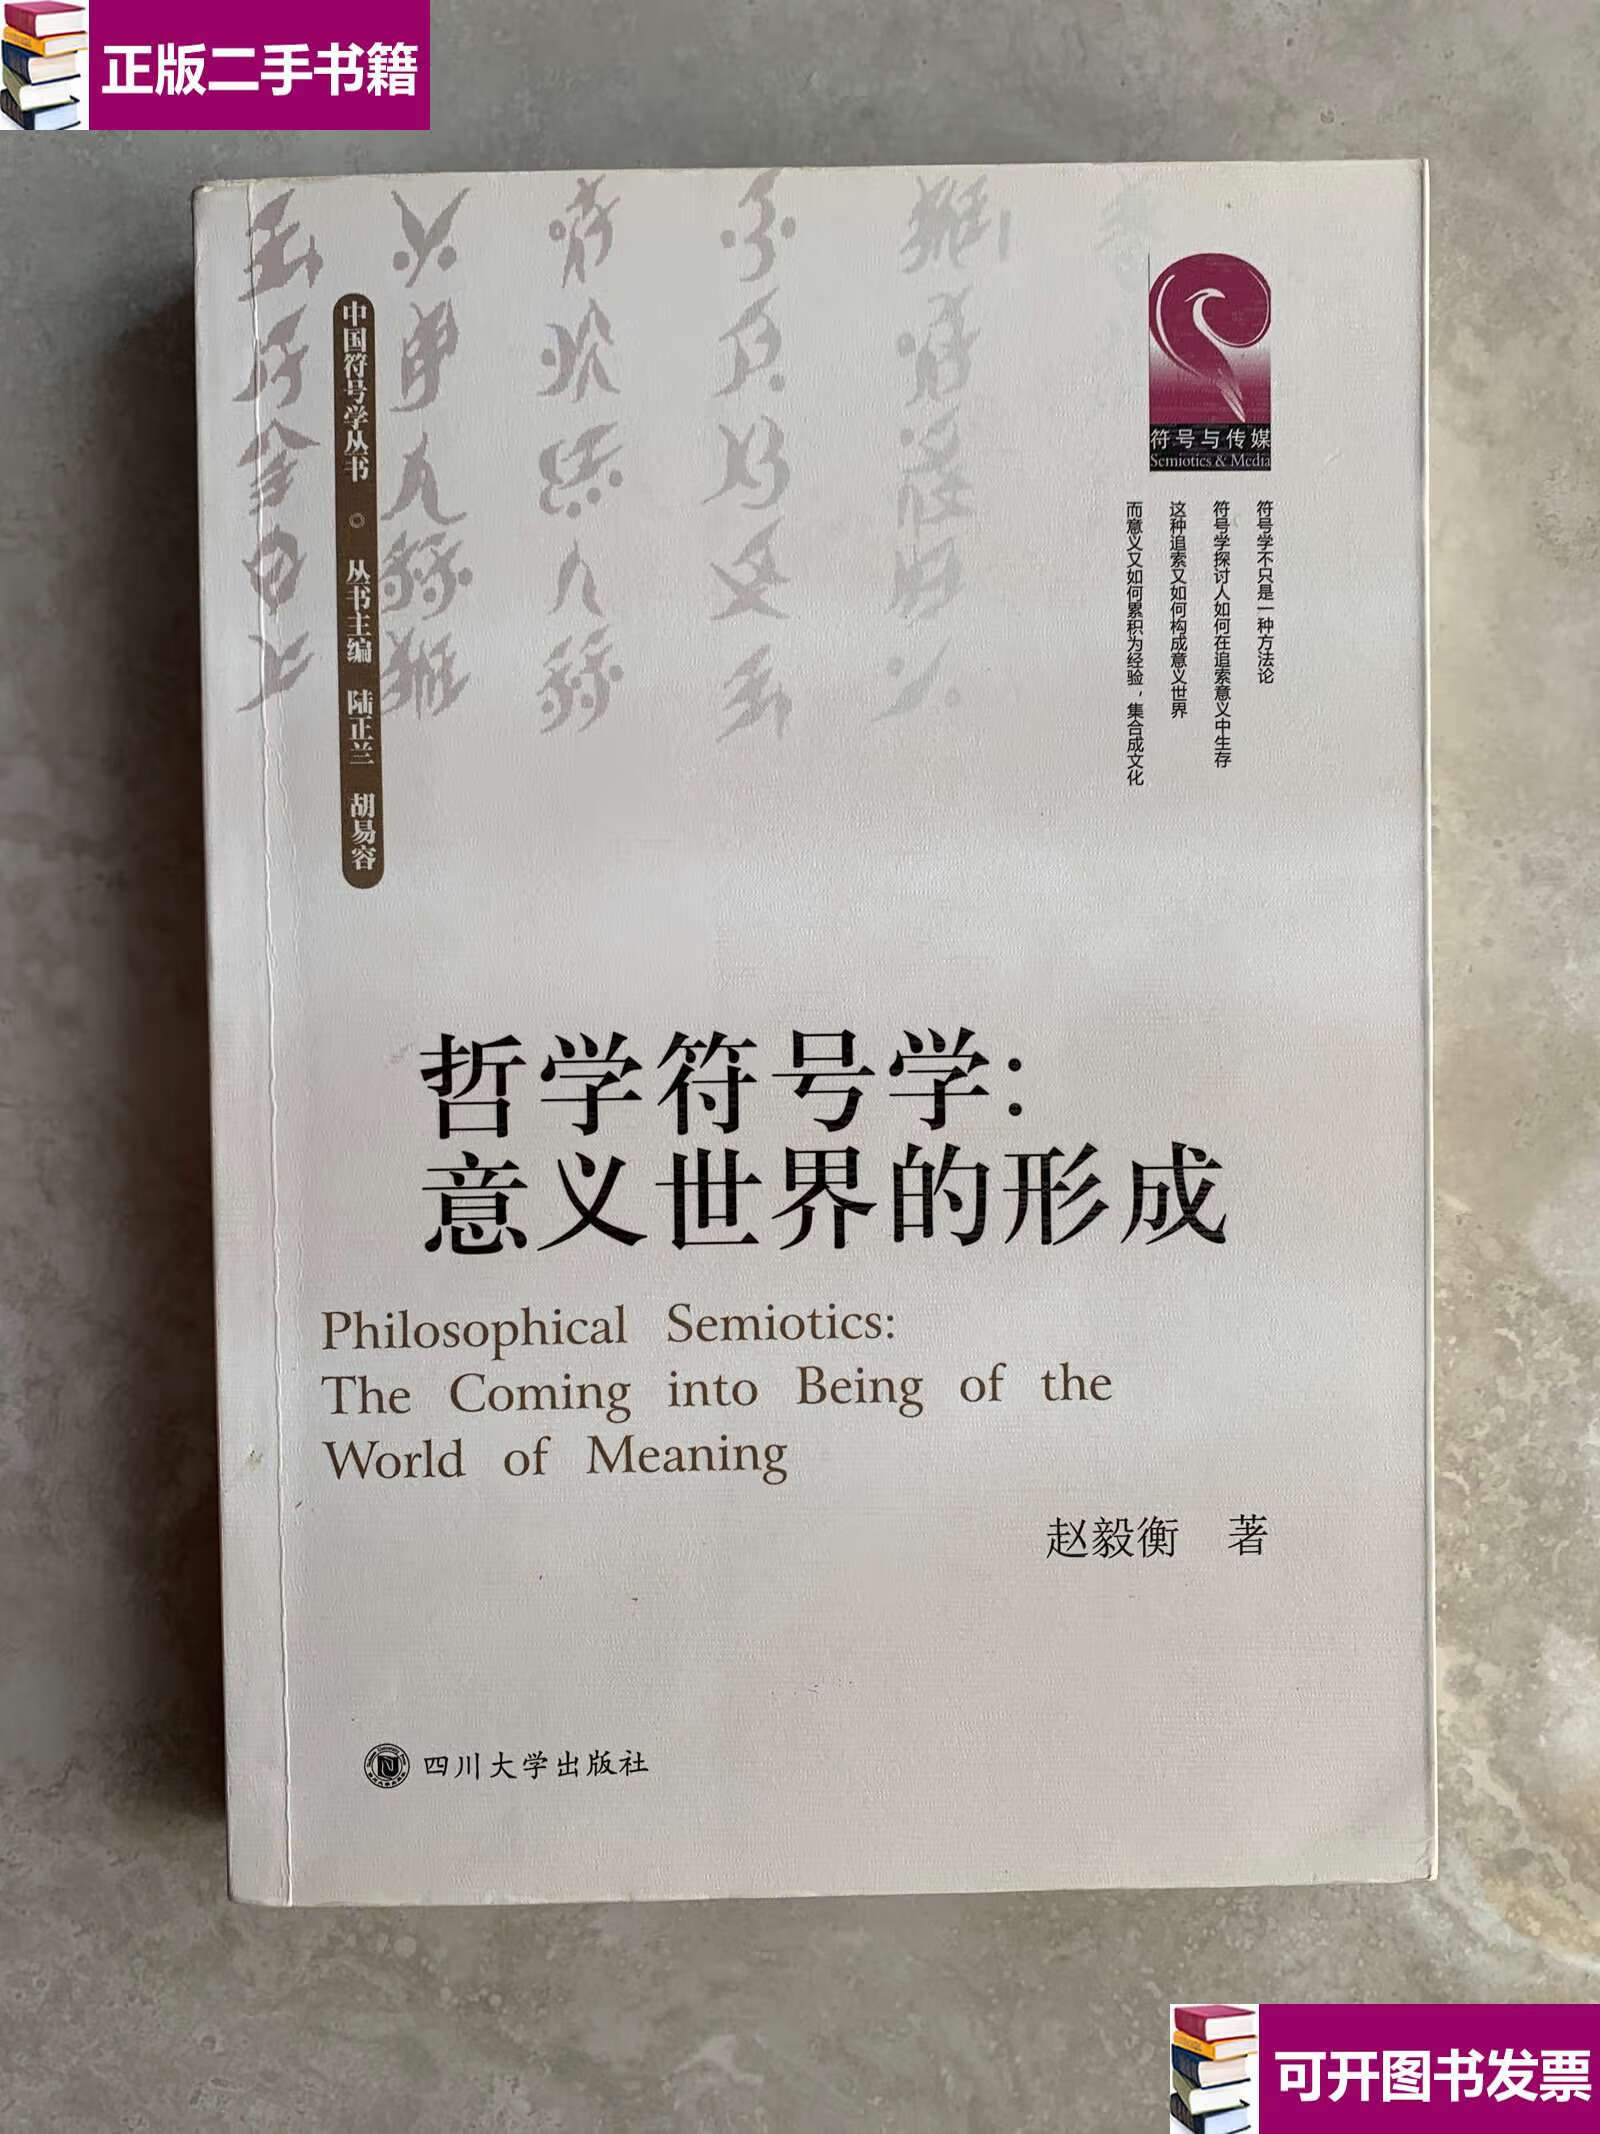 正版二手书籍
中国符号学丛书 ◎ 丛书主编 陆正兰 胡易容
符号与传媒
Semiotics & Media
符号学不只是一种方法论
符号学探讨人如何在追索意义中生存
这种追索又如何构成意义世界
而意义又如何累积为经验，集合成文化
哲学符号学：
意义世界的形成
Philosophical Semiotics:
The Coming into Being of the
World of Meaning
赵毅衡 著
四川大学出版社
可开图书发票